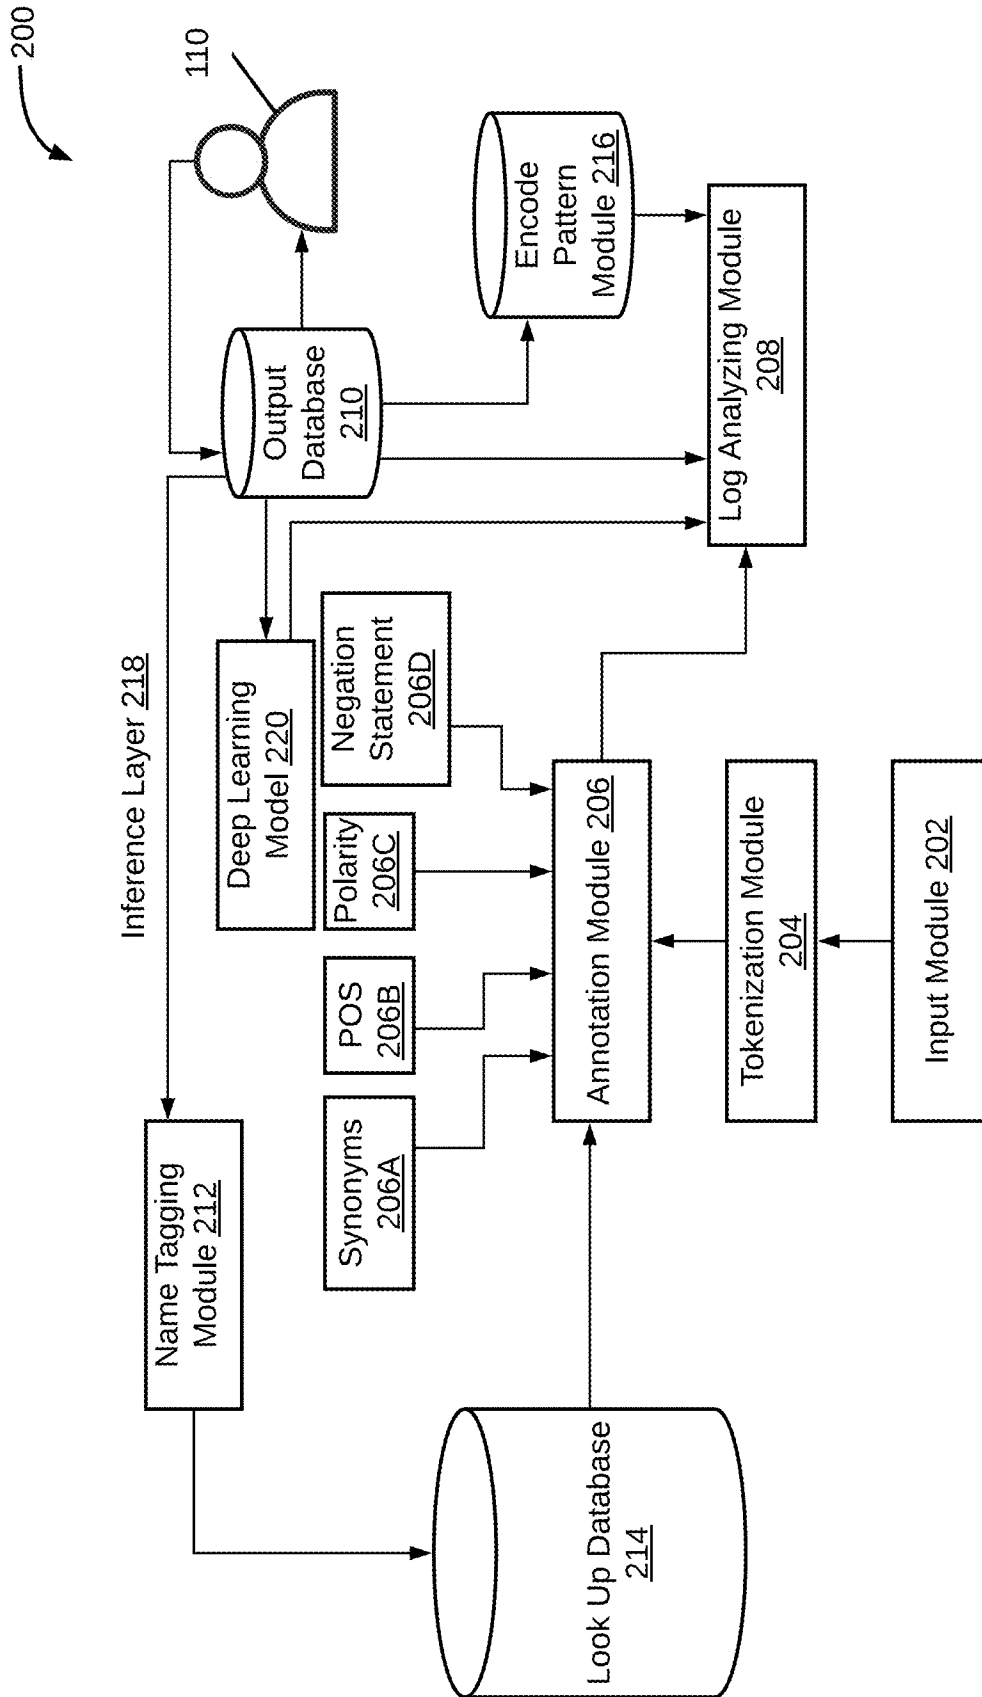 200
110
Inference Layer 218
Name Tagging
Module 212
Deep Learning
Model 220
Output
Database
210
Synonyms
206A
POS
206B
Polarity
206C
Negation
Statement
206D
Encode
Pattern
Module 216
Look Up Database
214
Annotation Module 206
Log Analyzing Module
208
Tokenization Module
204
Input Module 202